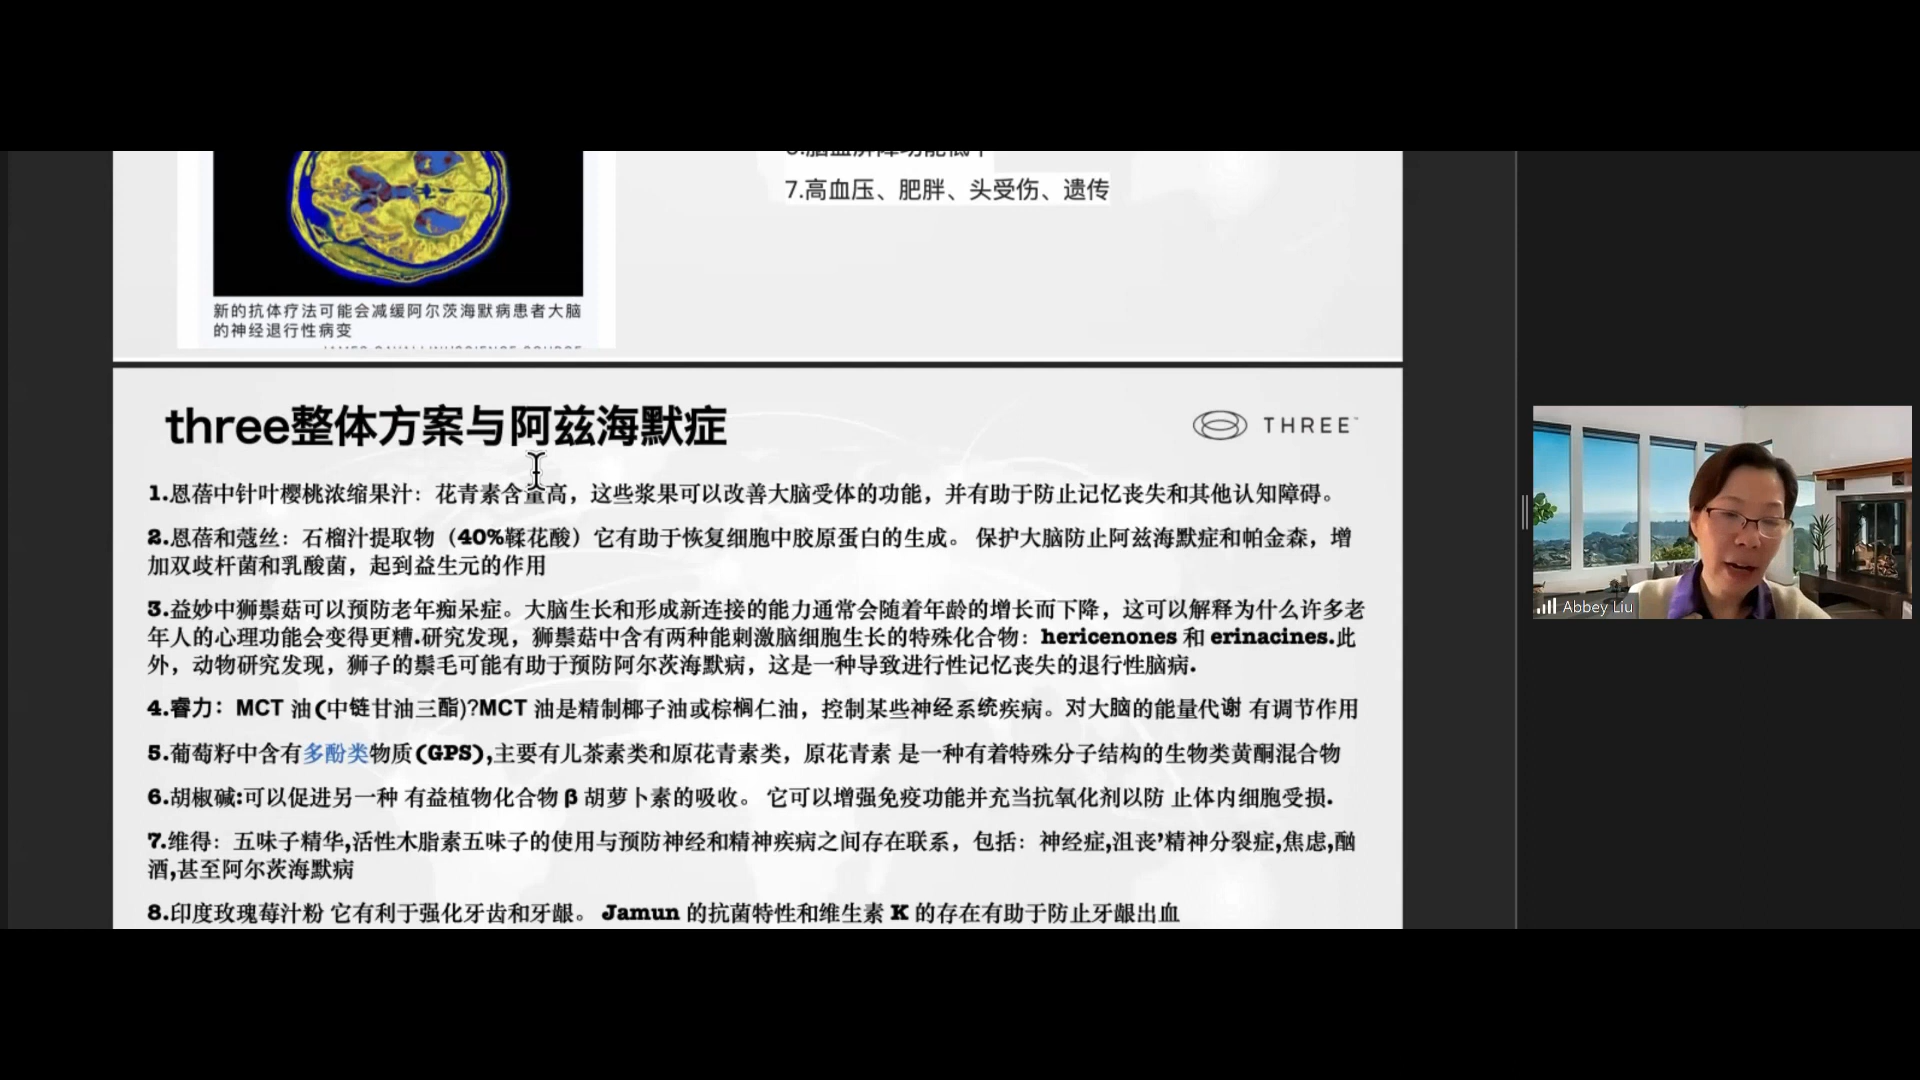 7.高血压、肥胖、头受伤、遗传
新的抗体疗法可能会减缓阿尔茨海默病患者大脑
的神经退行性病变
three整体方案与阿兹海默症
THREE
1.恩蓓中针叶樱桃浓缩果汁：花青素含量高，这些浆果可以改善大脑受体的功能，并有助于防止记忆丧失和其他认知障碍。
2.恩蓓和蔻丝：石榴汁提取物（40%鞣花酸）它有助于恢复细胞中胶原蛋白的生成。 保护大脑防止阿兹海默症和帕金森，增
加双歧杆菌和乳酸菌，起到益生元的作用
3.益妙中狮鬃菇可以预防老年痴呆症。大脑生长和形成新连接的能力通常会随着年龄的增长而下降，这可以解释为什么许多老
年人的心理功能会变得更糟.研究发现，狮鬃菇中含有两种能刺激脑细胞生长的特殊化合物：hericenones 和 erinacines.此
外，动物研究发现，狮子的鬃毛可能有助于预防阿尔茨海默病，这是一种导致进行性记忆丧失的退行性脑病.
4.睿力：MCT 油(中链甘油三酯)?MCT 油是精制椰子油或棕榈仁油，控制某些神经系统疾病。对大脑的能量代谢 有调节作用
5.葡萄籽中含有多酚类物质(GPS),主要有儿茶素类和原花青素类，原花青素 是一种有着特殊分子结构的生物类黄酮混合物
6.胡椒碱:可以促进另一种 有益植物化合物 β 胡萝卜素的吸收。 它可以增强免疫功能并充当抗氧化剂以防 止体内细胞受损.
7.维得：五味子精华,活性木脂素五味子的使用与预防神经和精神疾病之间存在联系，包括：神经症,沮丧'精神分裂症,焦虑,酗
酒,甚至阿尔茨海默病
8.印度玫瑰莓汁粉 它有利于强化牙齿和牙龈。 Jamun 的抗菌特性和维生素 K 的存在有助于防止牙龈出血
Abbey Liu